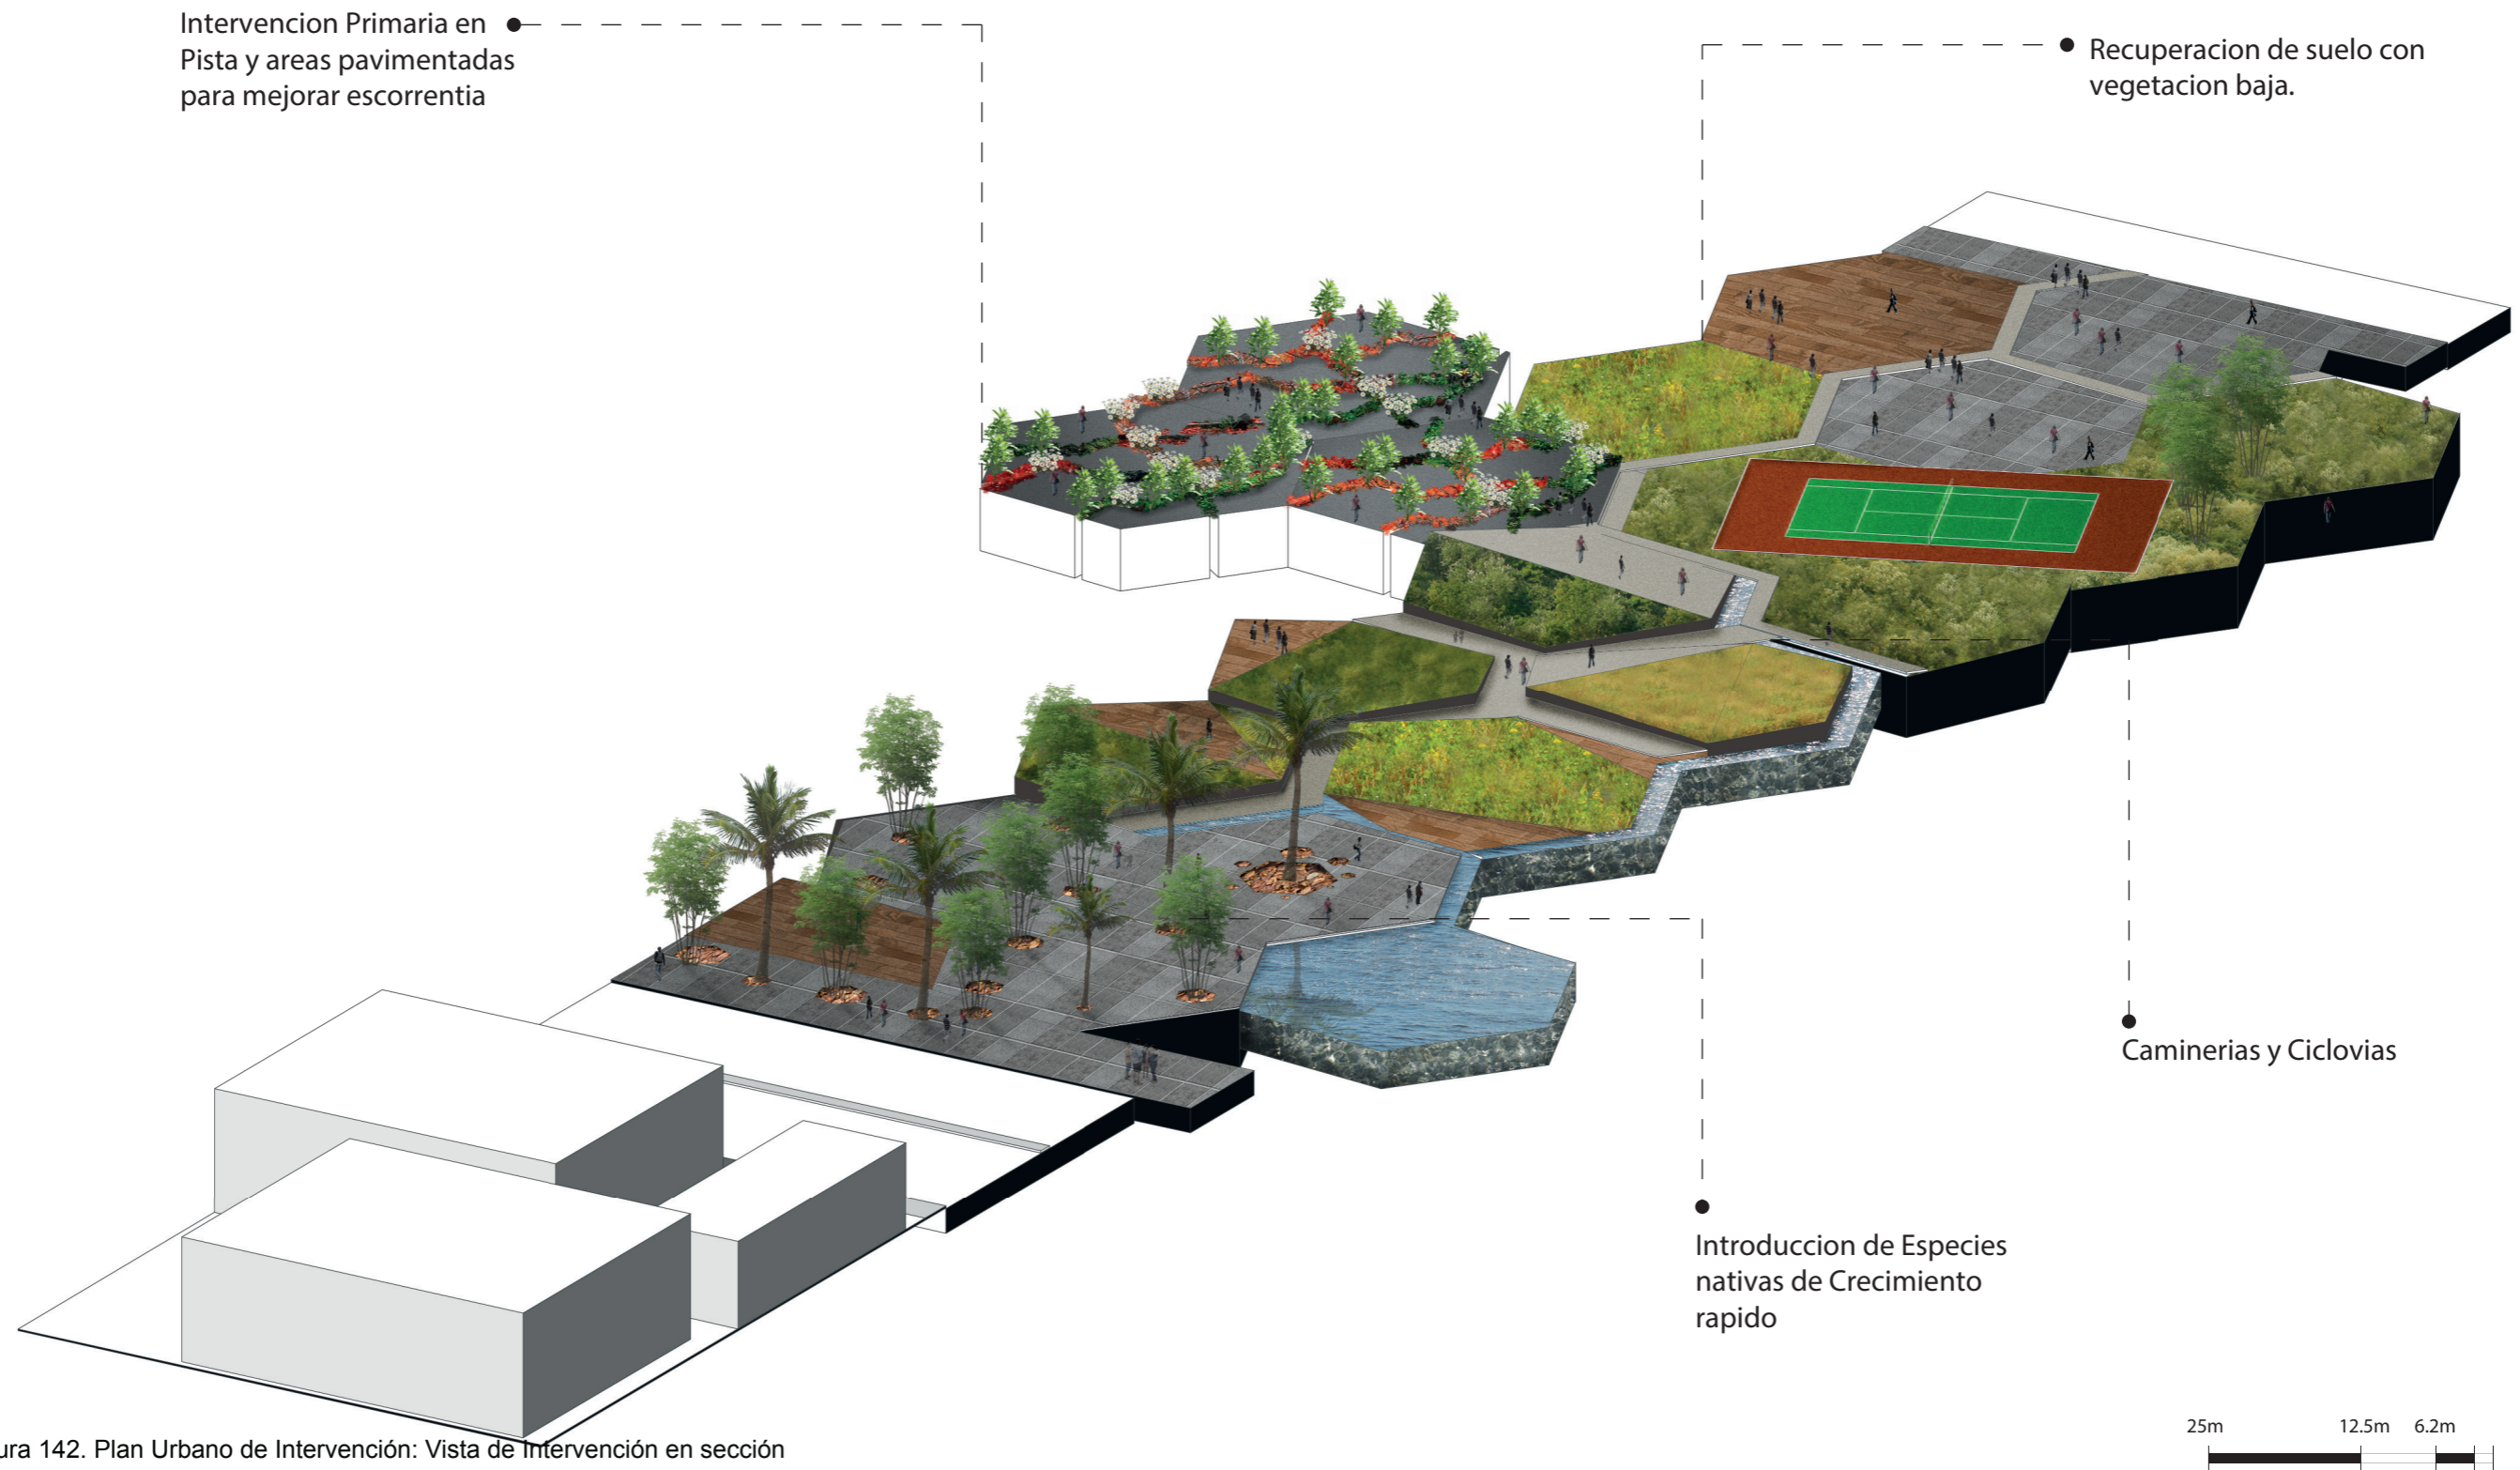 Intervencion Primaria en
Pista y areas pavimentadas
para mejorar escorrentia
Recuperacion de suelo con
vegetacion baja.
Caminerias y Ciclovias
Introduccion de Especies
nativas de Crecimiento
rapido
25m 12.5m 6.2m
ura 142. Plan Urbano de Intervención: Vista de Intervención en sección